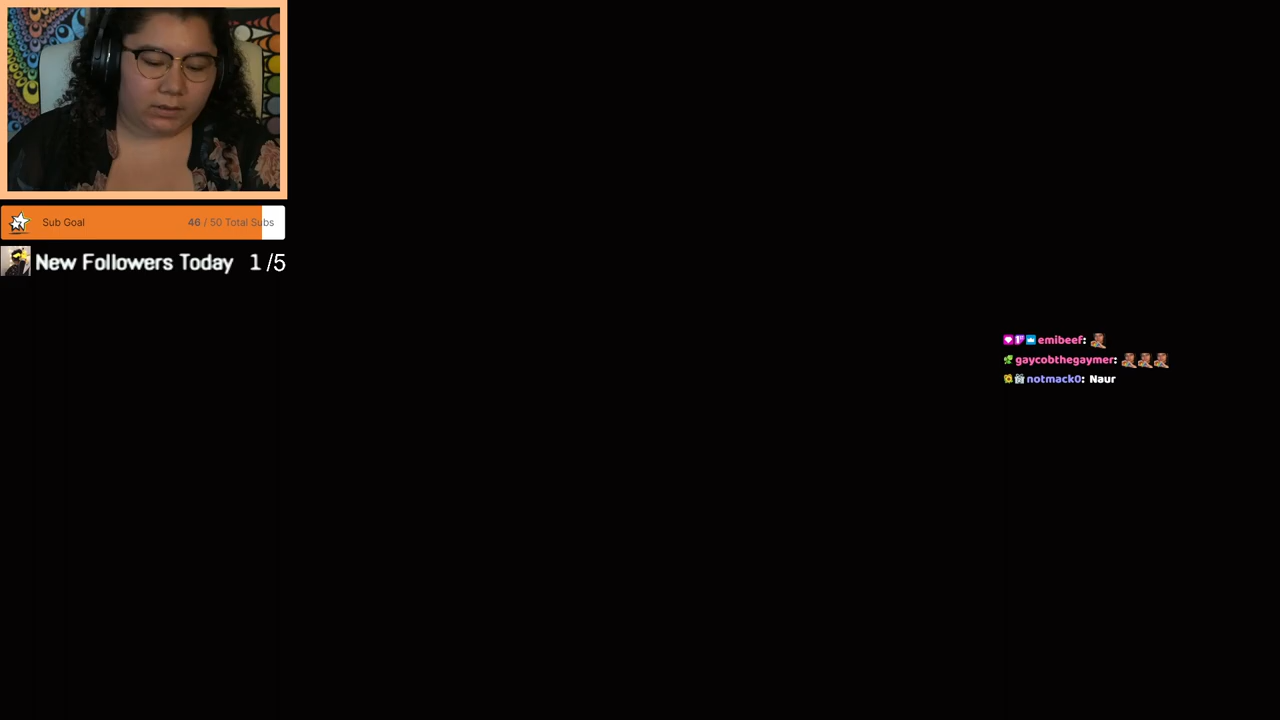 Sub Goal 46 / 50 Total Subs
New Followers Today 1 /5
emibeef:
gaycobthegaymer:
notmack0: Naur